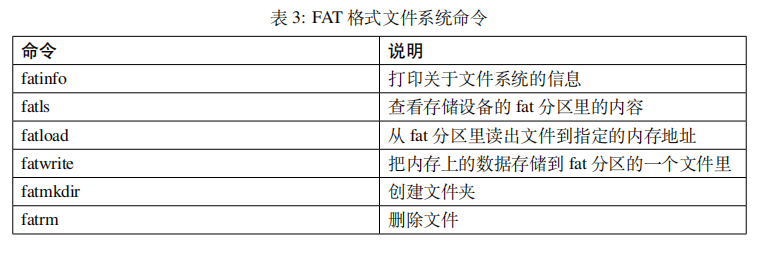 表 3: FAT 格式文件系统命令
命令 说明
fatinfo 打印关于文件系统的信息
fatls 查看存储设备的 fat 分区里的内容
fatload 从 fat 分区里读出文件到指定的内存地址
fatwrite 把内存上的数据存储到 fat 分区的一个文件里
fatmkdir 创建文件夹
fatrm 删除文件